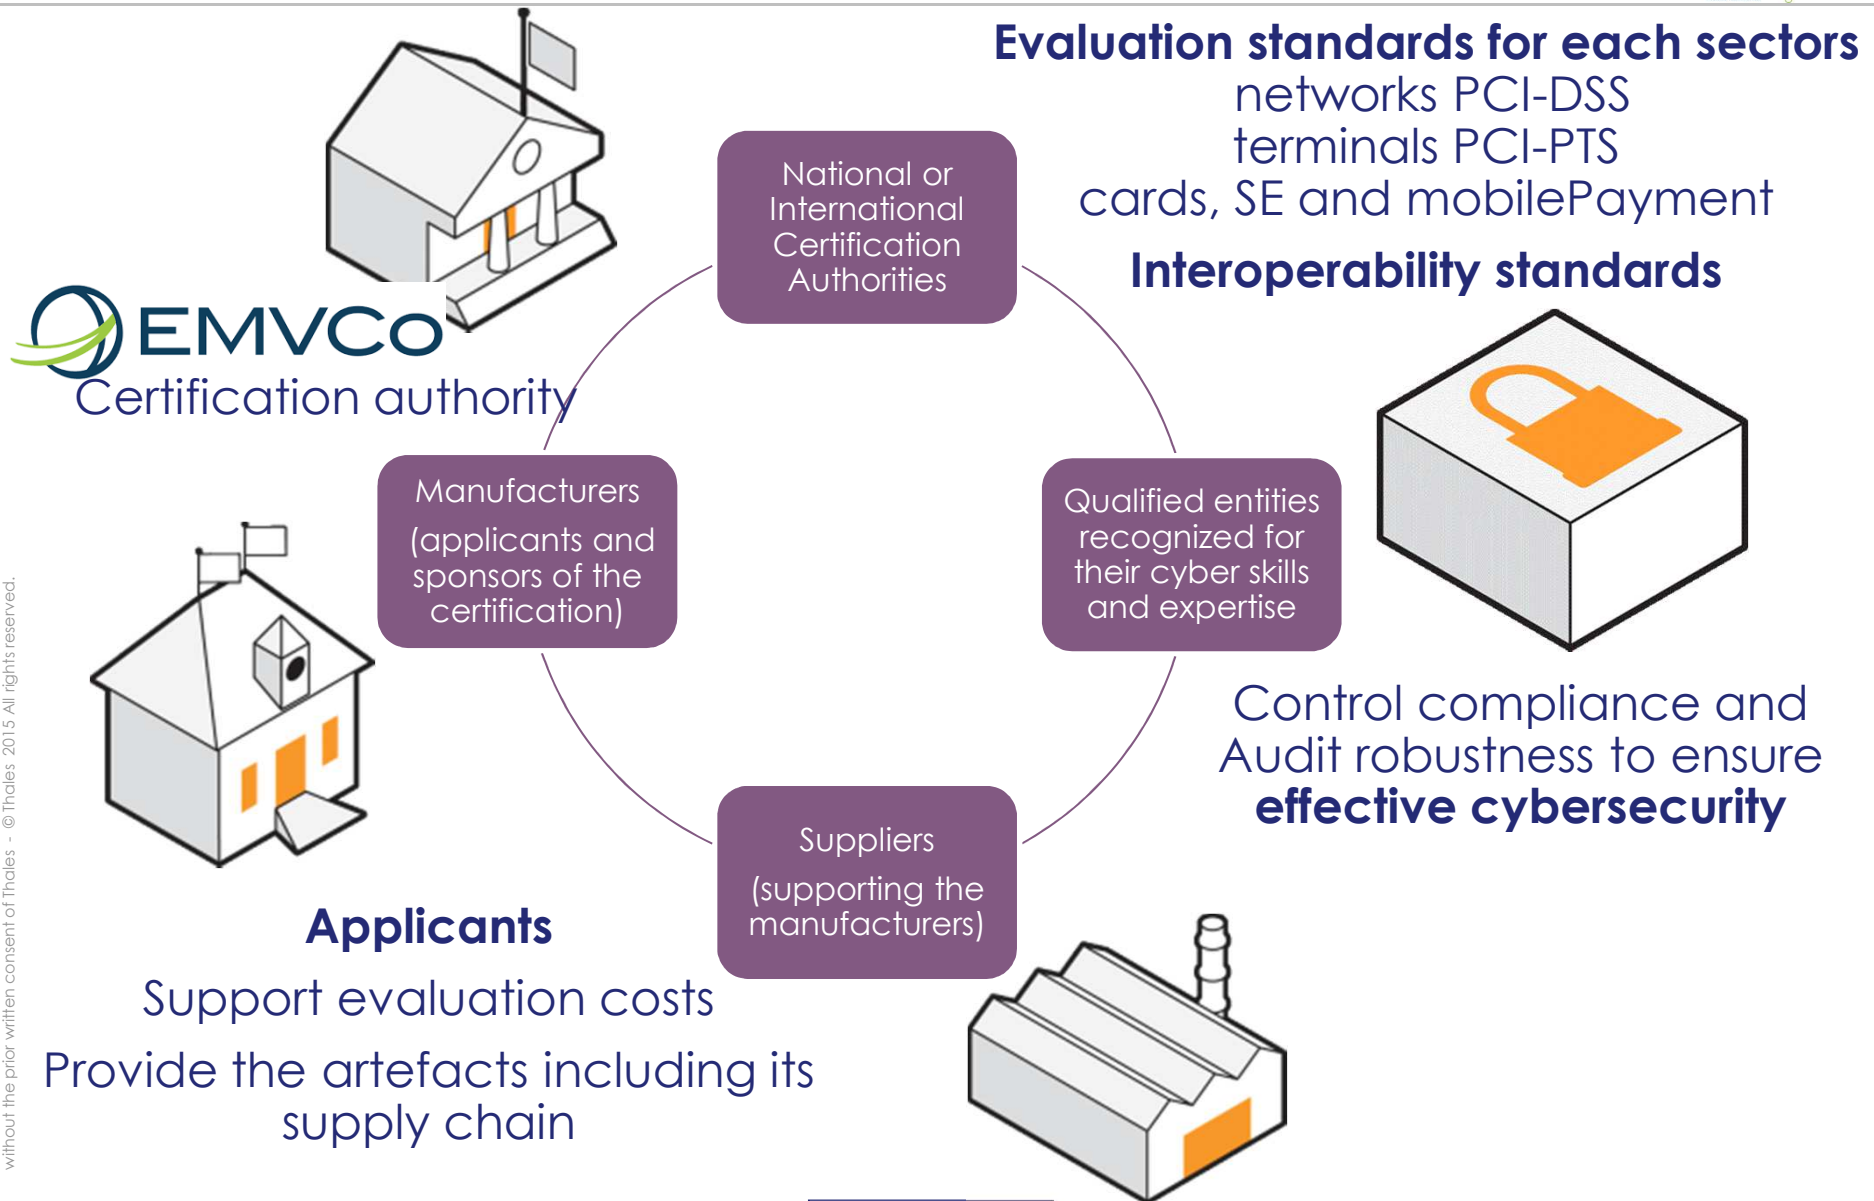 Evaluation standards for each sectors
networks PCI-DSS
terminals PCI-PTS
cards, SE and mobilePayment
Interoperability standards
National or
International
Certification
Authorities
EMVCo
Certification authority
Manufacturers
(applicants and
sponsors of the
certification)
Qualified entities
recognized for
their cyber skills
and expertise
Control compliance and
Audit robustness to ensure
effective cybersecurity
Suppliers
(supporting the
manufacturers)
Applicants
Support evaluation costs
Provide the artefacts including its
supply chain
without the prior written consent of Thales - © Thales 2015 All rights reserved.